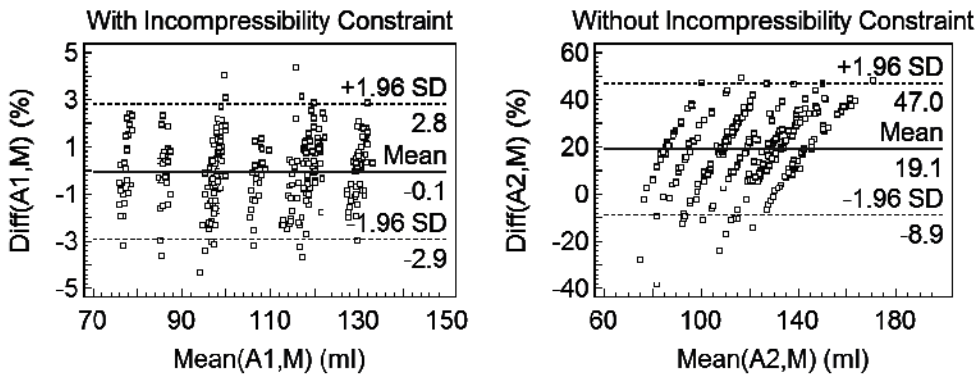 With Incompressibility Constraint
Diff(A1,M) (%)
5
3
1
-1
-3
-5
+1.96 SD
2.8
Mean
-0.1
-1.96 SD
-2.9
70 90 110 130 150
Mean(A1,M) (ml)
Without Incompressibility Constraint
Diff(A2,M) (%)
60
40
20
0
-20
-40
+1.96 SD
47.0
Mean
19.1
-1.96 SD
-8.9
60 100 140 180
Mean(A2,M) (ml)